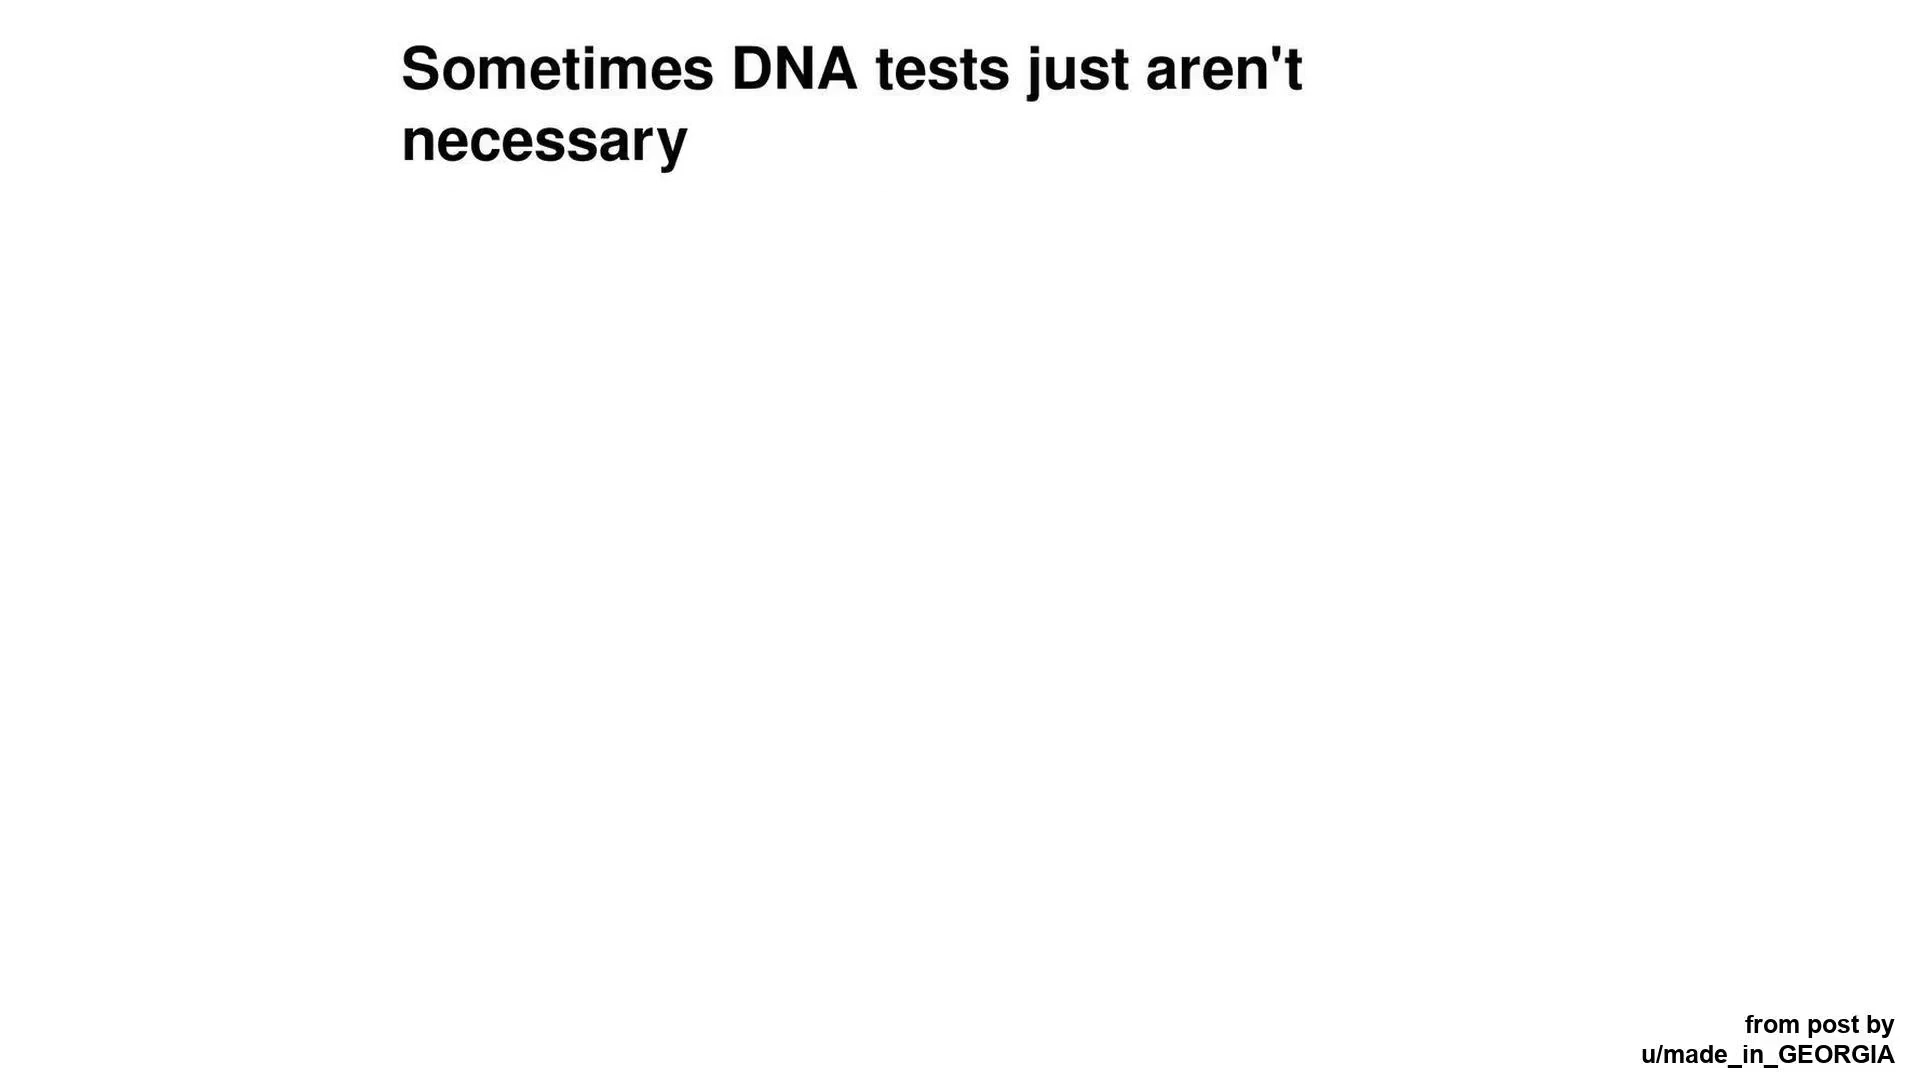 Sometimes DNA tests just aren't
necessary
from post by
u/made_in_GEORGIA